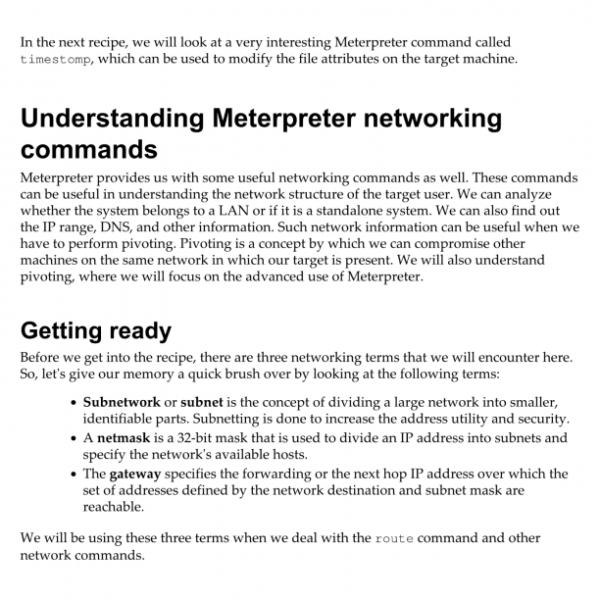 In the next recipe, we will look at a very interesting Meterpreter command called
timestomp, which can be used to modify the file attributes on the target machine.
Understanding Meterpreter networking
commands
Meterpreter provides us with some useful networking commands as well. These commands
can be useful in understanding the network structure of the target user. We can analyze
whether the system belongs to a LAN or if it is a standalone system. We can also find out
the IP range, DNS, and other information. Such network information can be useful when we
have to perform pivoting. Pivoting is a concept by which we can compromise other
machines on the same network in which our target is present. We will also understand
pivoting, where we will focus on the advanced use of Meterpreter.
Getting ready
Before we get into the recipe, there are three networking terms that we will encounter here.
So, let's give our memory a quick brush over by looking at the following terms:
• Subnetwork or subnet is the concept of dividing a large network into smaller,
identifiable parts. Subnetting is done to increase the address utility and security.
• A netmask is a 32-bit mask that is used to divide an IP address into subnets and
specify the network's available hosts.
• The gateway specifies the forwarding or the next hop IP address over which the
set of addresses defined by the network destination and subnet mask are
reachable.
We will be using these three terms when we deal with the route command and other
network commands.